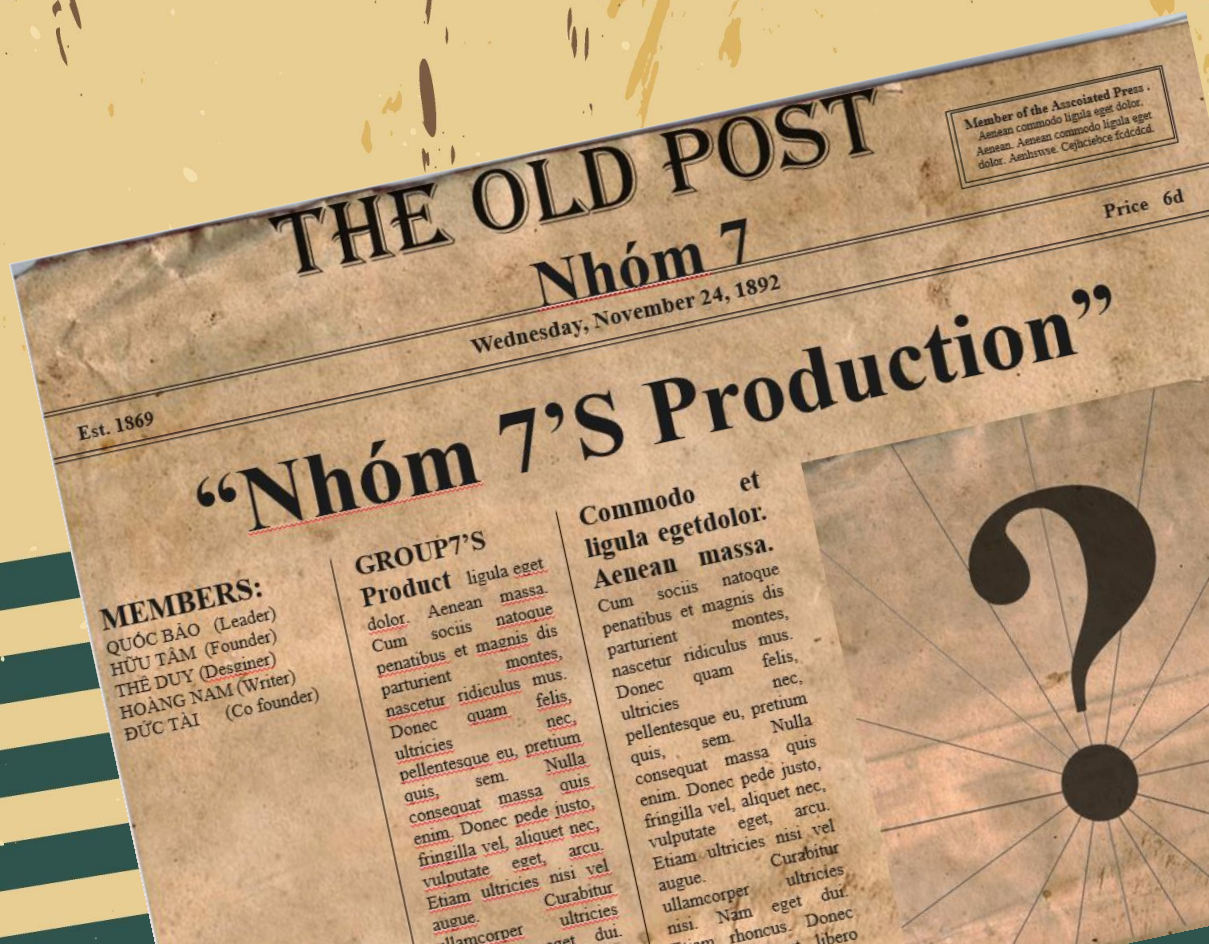 THE OLD POST
Member of the Asscoiated Press .
Aenean commodo ligula eget dolor.
Aenean. Aenean commodo ligula eget
dolor. Aenhswse. Cejhciebce fcdcdcd.
Nhóm 7
Est. 1869
Wednesday, November 24, 1892
Price 6d
“Nhóm 7’S Production”
MEMBERS:
QUỐC BẢO (Leader)
HỮU TÂM (Founder)
THẾ DUY (Desginer)
HOÀNG NAM (Writer)
ĐỨC TÀI (Co founder)
GROUP7’S
Product ligula eget
dolor. Aenean massa.
Cum sociis natoque
penatibus et magnis dis
parturient montes,
nascetur ridiculus mus.
Donec quam felis,
ultricies nec,
pellentesque eu, pretium
quis, sem. Nulla
consequat massa quis
enim. Donec pede justo,
fringilla vel, aliquet nec,
vulputate eget, arcu.
Etiam ultricies nisi vel
augue. Curabitur
ullamcorper ultricies
eget dui.
Commodo et
ligula egetdolor.
Aenean massa.
Cum sociis natoque
penatibus et magnis dis
parturient montes,
nascetur ridiculus mus.
Donec quam felis,
ultricies nec,
pellentesque eu, pretium
quis, sem. Nulla
consequat massa quis
enim. Donec pede justo,
fringilla vel, aliquet nec,
vulputate eget, arcu.
Etiam ultricies nisi vel
augue. Curabitur
ullamcorper ultricies
nisi. Nam eget dui.
Etiam rhoncus. Donec
libero
?